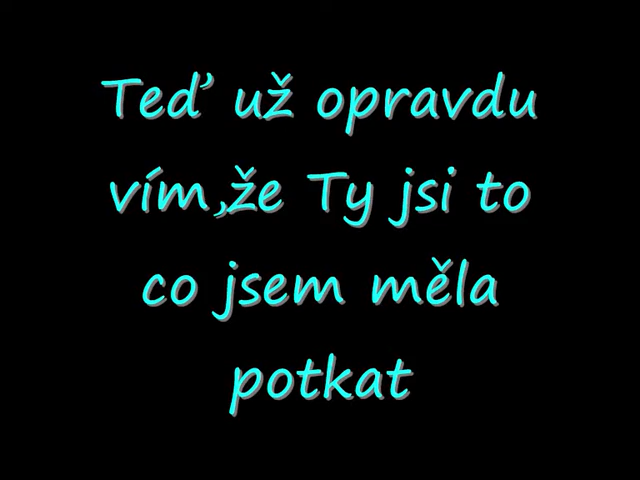 Teď už opravdu
vím,že Ty jsi to
co jsem měla
potkat